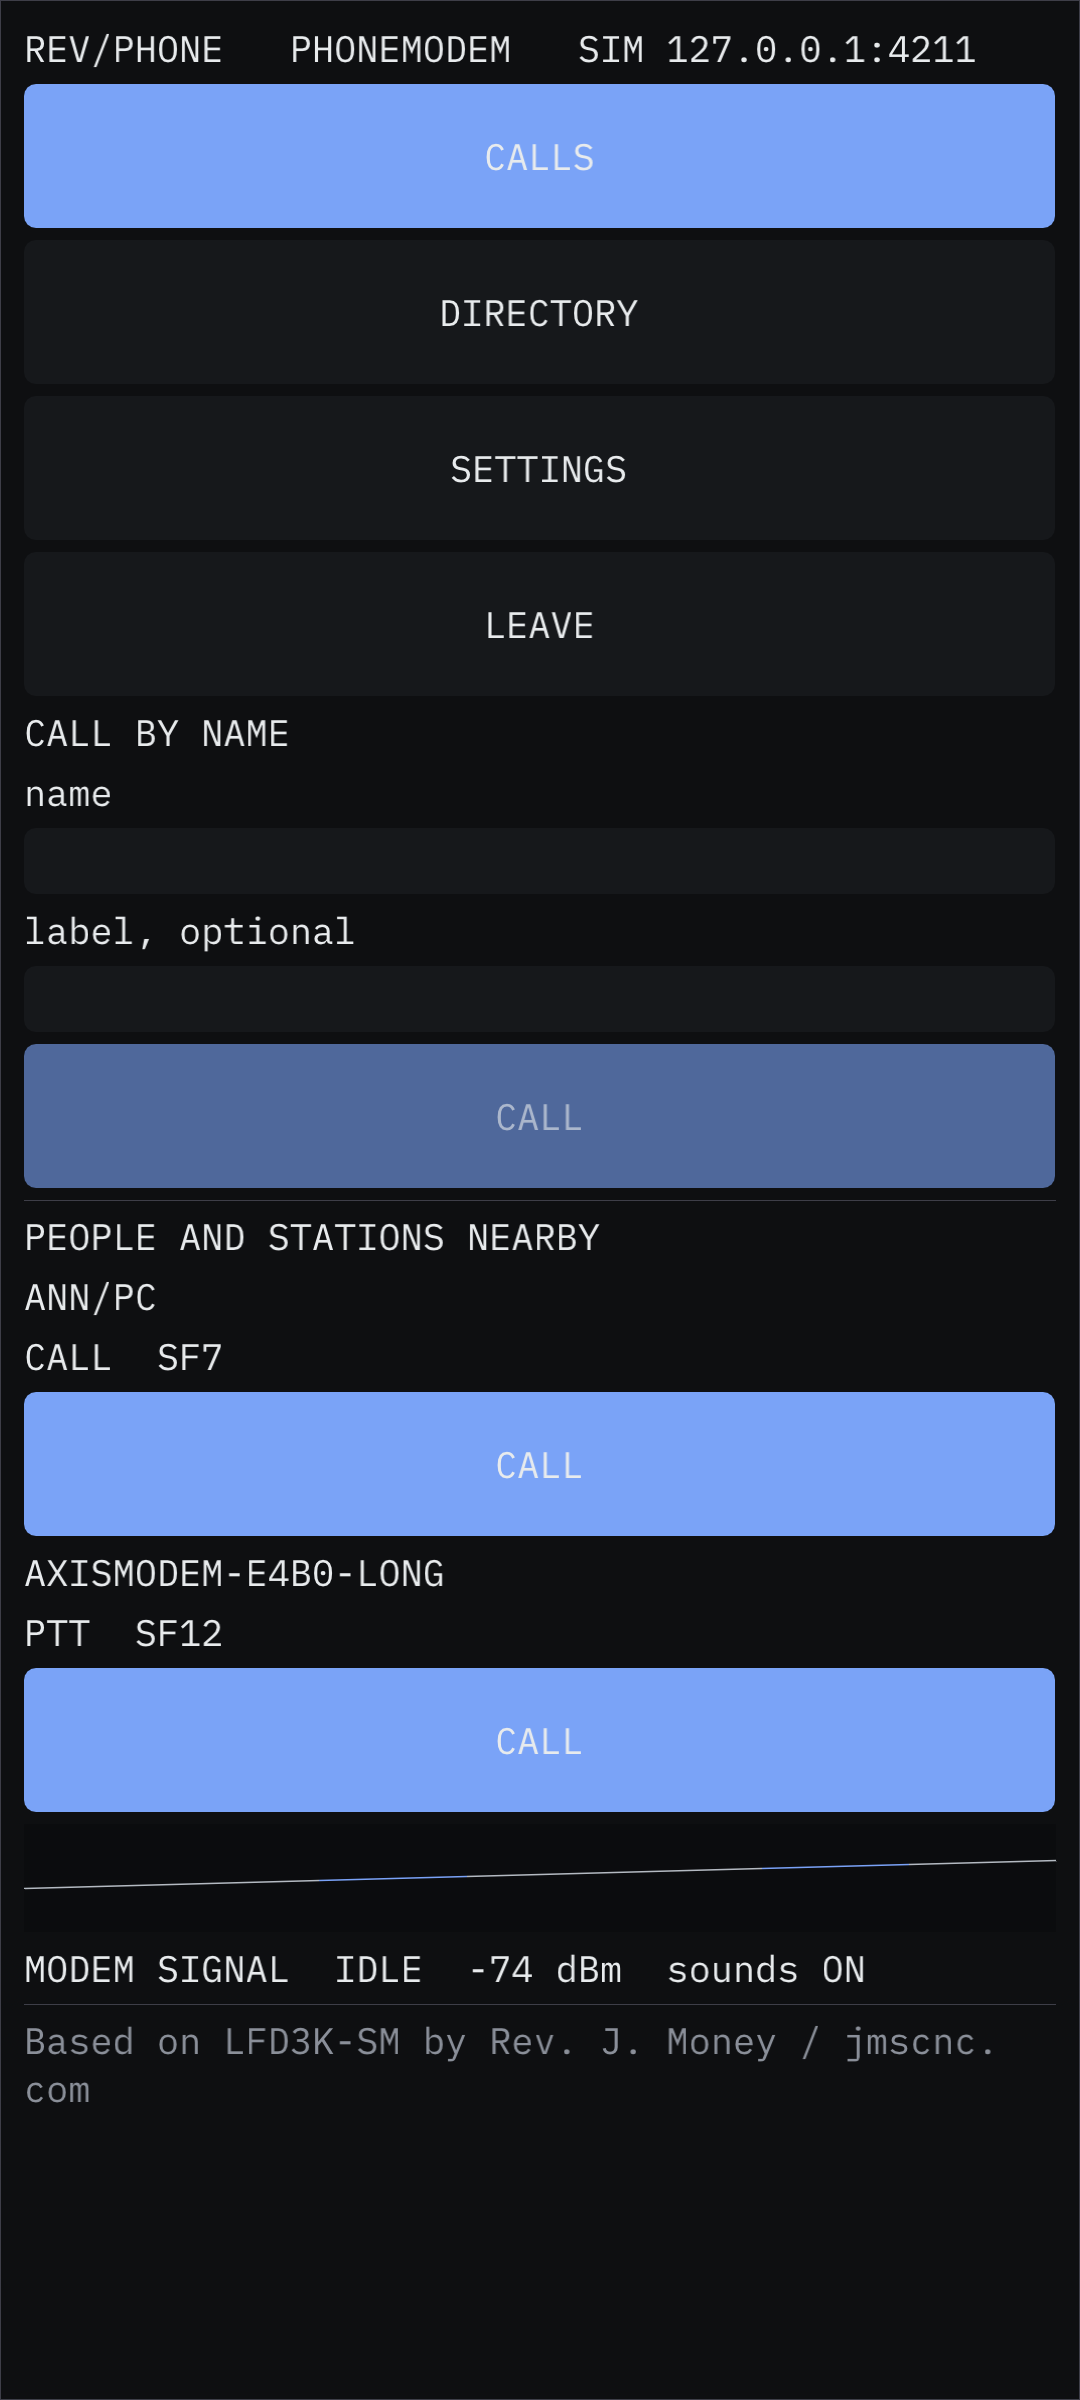 REV/PHONE   PHONEMODEM   SIM 127.0.0.1:4211
CALLS
DIRECTORY
SETTINGS
LEAVE
CALL BY NAME
name
label, optional
CALL
PEOPLE AND STATIONS NEARBY
ANN/PC
CALL  SF7
CALL
AXISMODEM-E4B0-LONG
PTT  SF12
CALL
MODEM SIGNAL  IDLE  -74 dBm  sounds ON
Based on LFD3K-SM by Rev. J. Money / jmscnc.
com